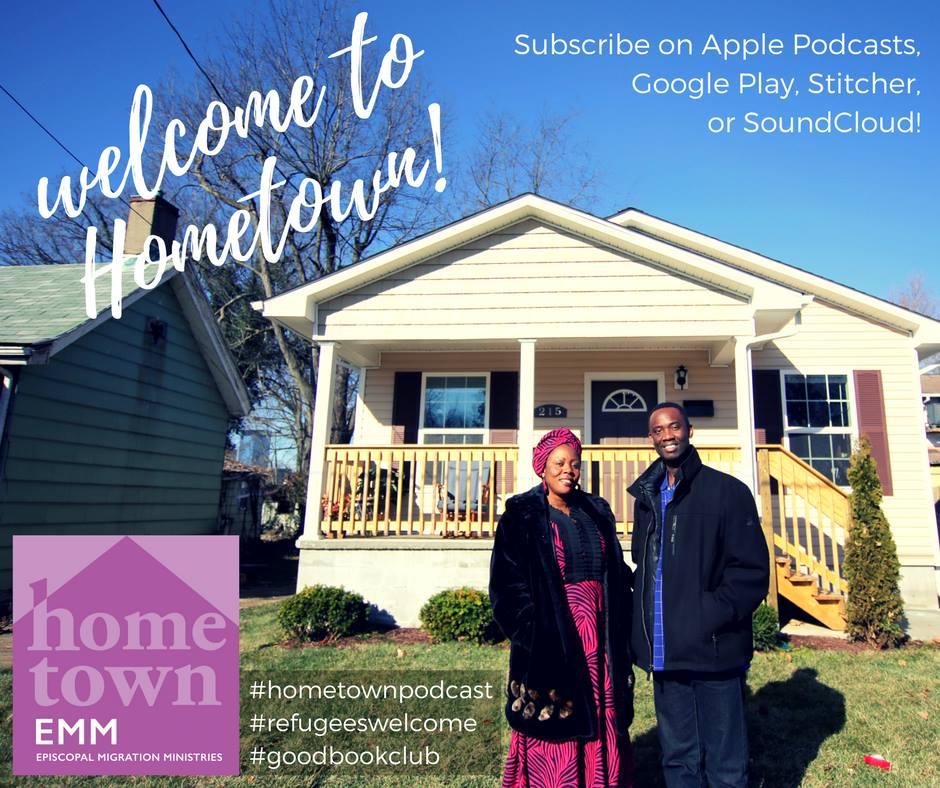 welcome to
Hometown!
Subscribe on Apple Podcasts,
Google Play, Stitcher,
or SoundCloud!
215
home
town
EMM
EPISCOPAL MIGRATION MINISTRIES
#hometownpodcast
#refugeeswelcome
#goodbookclub